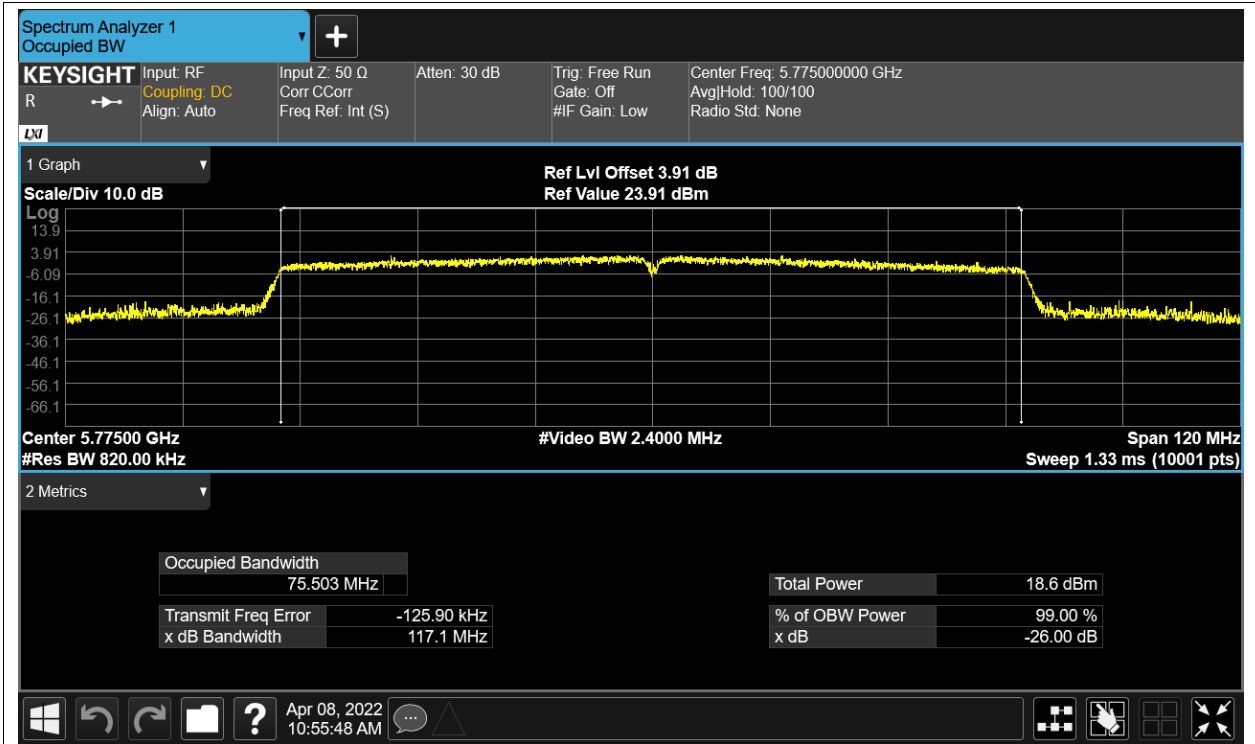 Spectrum Analyzer 1
Occupied BW
▼
+
KEYSIGHT
R
LXI
Input: RF
Coupling: DC
Align: Auto
Input Z: 50 Ω
Corr CCorr
Freq Ref: Int (S)
Atten: 30 dB
Trig: Free Run
Gate: Off
#IF Gain: Low
Center Freq: 5.775000000 GHz
Avg|Hold: 100/100
Radio Std: None
1 Graph
Scale/Div 10.0 dB
Ref Lvl Offset 3.91 dB
Ref Value 23.91 dBm
Log
13.9
3.91
-6.09
-16.1
-26.1
-36.1
-46.1
-56.1
-66.1
Center 5.77500 GHz
#Video BW 2.4000 MHz
Span 120 MHz
#Res BW 820.00 kHz
Sweep 1.33 ms (10001 pts)
2 Metrics
Occupied Bandwidth
75.503 MHz
Transmit Freq Error -125.90 kHz
x dB Bandwidth 117.1 MHz
Total Power 18.6 dBm
% of OBW Power 99.00 %
x dB -26.00 dB
?
Apr 08, 2022
10:55:48 AM